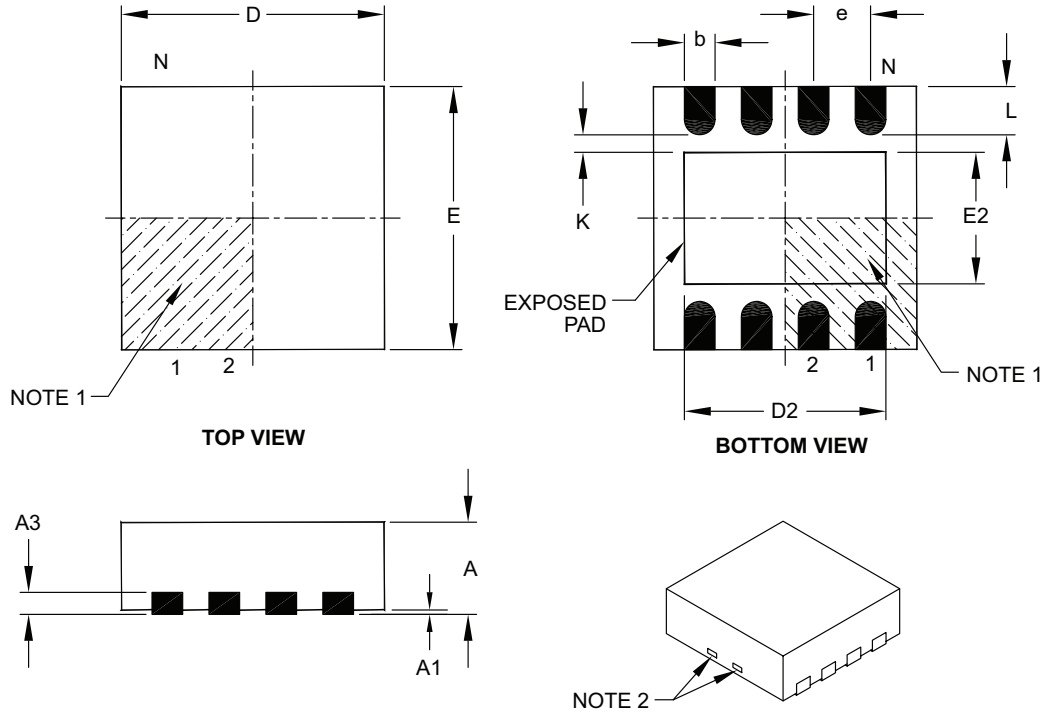 D
N
E
1
2
NOTE 1
TOP VIEW
b
e
N
L
K
E2
EXPOSED
PAD
2
1
NOTE 1
D2
BOTTOM VIEW
A3
A
A1
NOTE 2